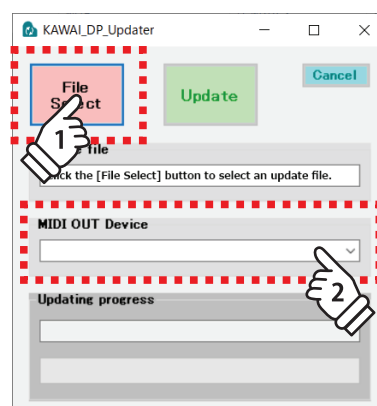 KAWAI_DP_Updater
File
Select
Update
Cancel
1
file
Click the [File Select] button to select an update file.
MIDI OUT Device
2
Updating progress